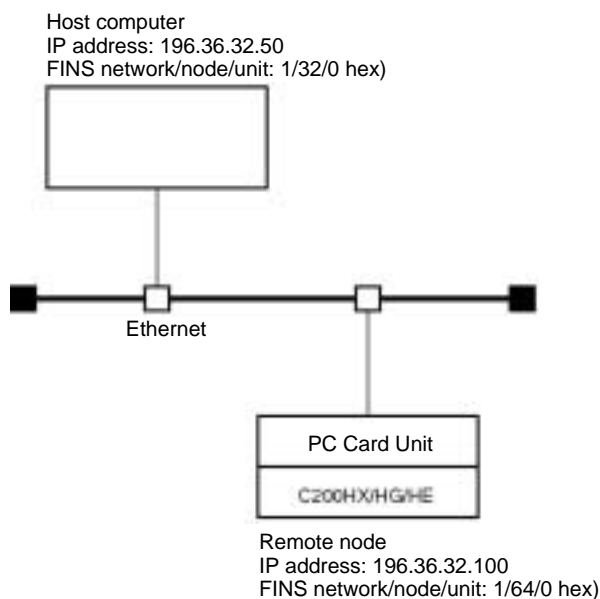 Host computer
IP address: 196.36.32.50
FINS network/node/unit: 1/32/0 hex)
Ethernet
PC Card Unit
C200HX/HG/HE
Remote node
IP address: 196.36.32.100
FINS network/node/unit: 1/64/0 hex)